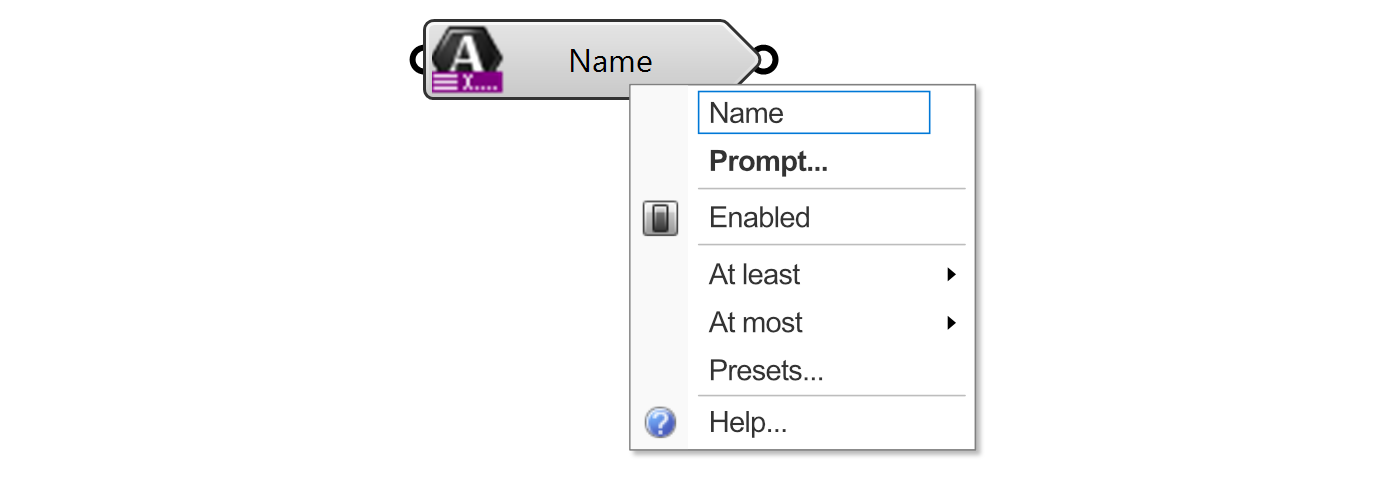 A
X....
Name
Name
Prompt...
Enabled
At least
At most
Presets...
?
Help...